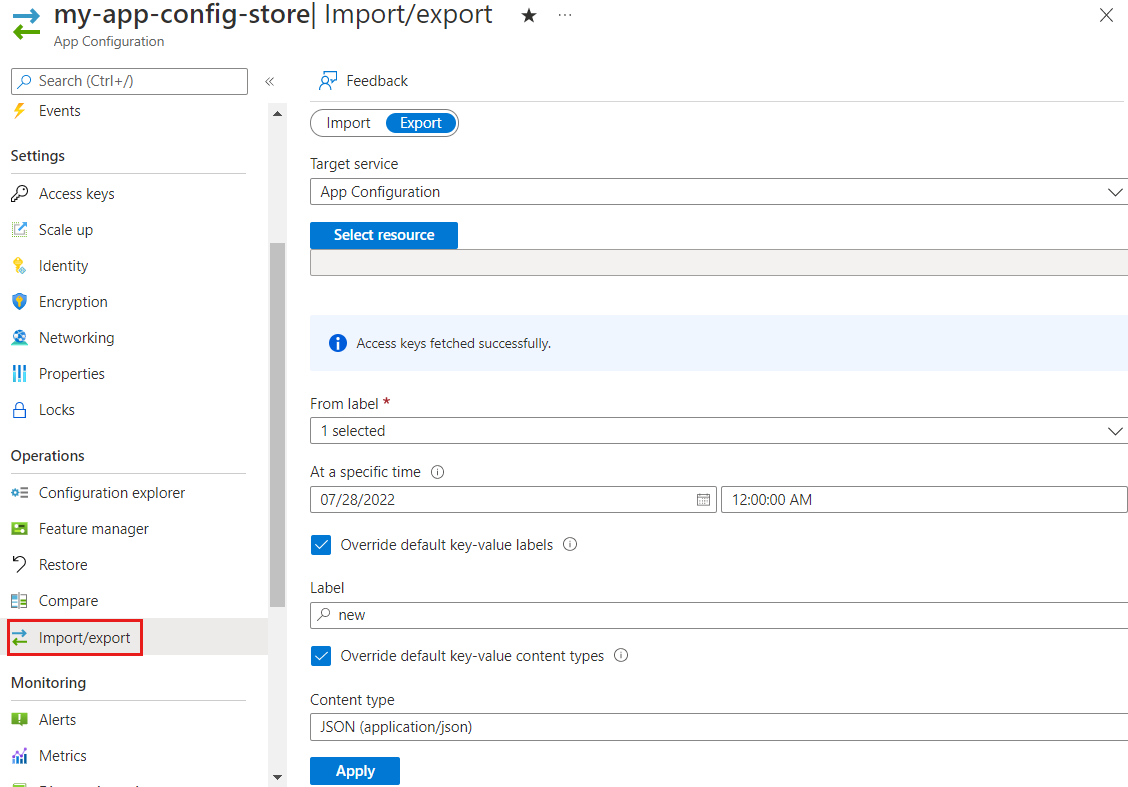 my-app-config-store| Import/export
App Configuration
Search (Ctrl+/)
Events
Settings
Access keys
Scale up
Identity
Encryption
Networking
Properties
Locks
Operations
Configuration explorer
Feature manager
Restore
Compare
Import/export
Monitoring
Alerts
Metrics
Feedback
Import Export
Target service
App Configuration
Select resource
Access keys fetched successfully.
From label *
1 selected
At a specific time
07/28/2022 12:00:00 AM
Override default key-value labels
Label
new
Override default key-value content types
Content type
JSON (application/json)
Apply